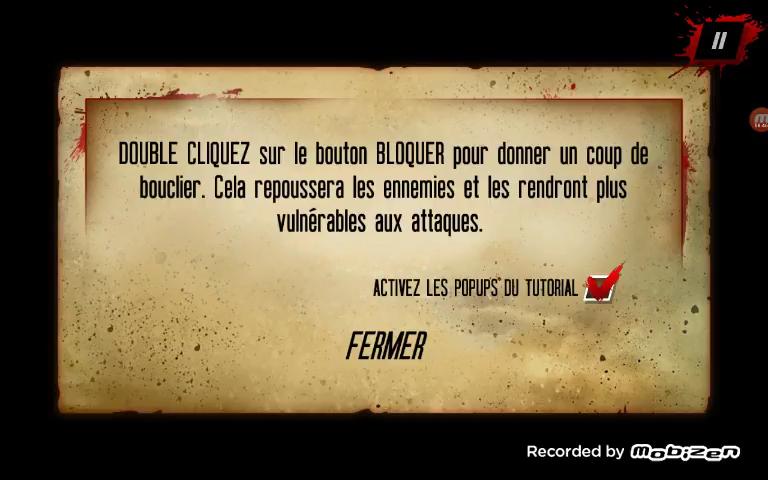 DOUBLE CLIQUEZ sur le bouton BLOQUER pour donner un coup de
bouclier. Cela repoussera les ennemies et les rendront plus
vulnérables aux attaques.
ACTIVEZ LES POPUPS DU TUTORIAL
FERMER
Recorded by mobizen